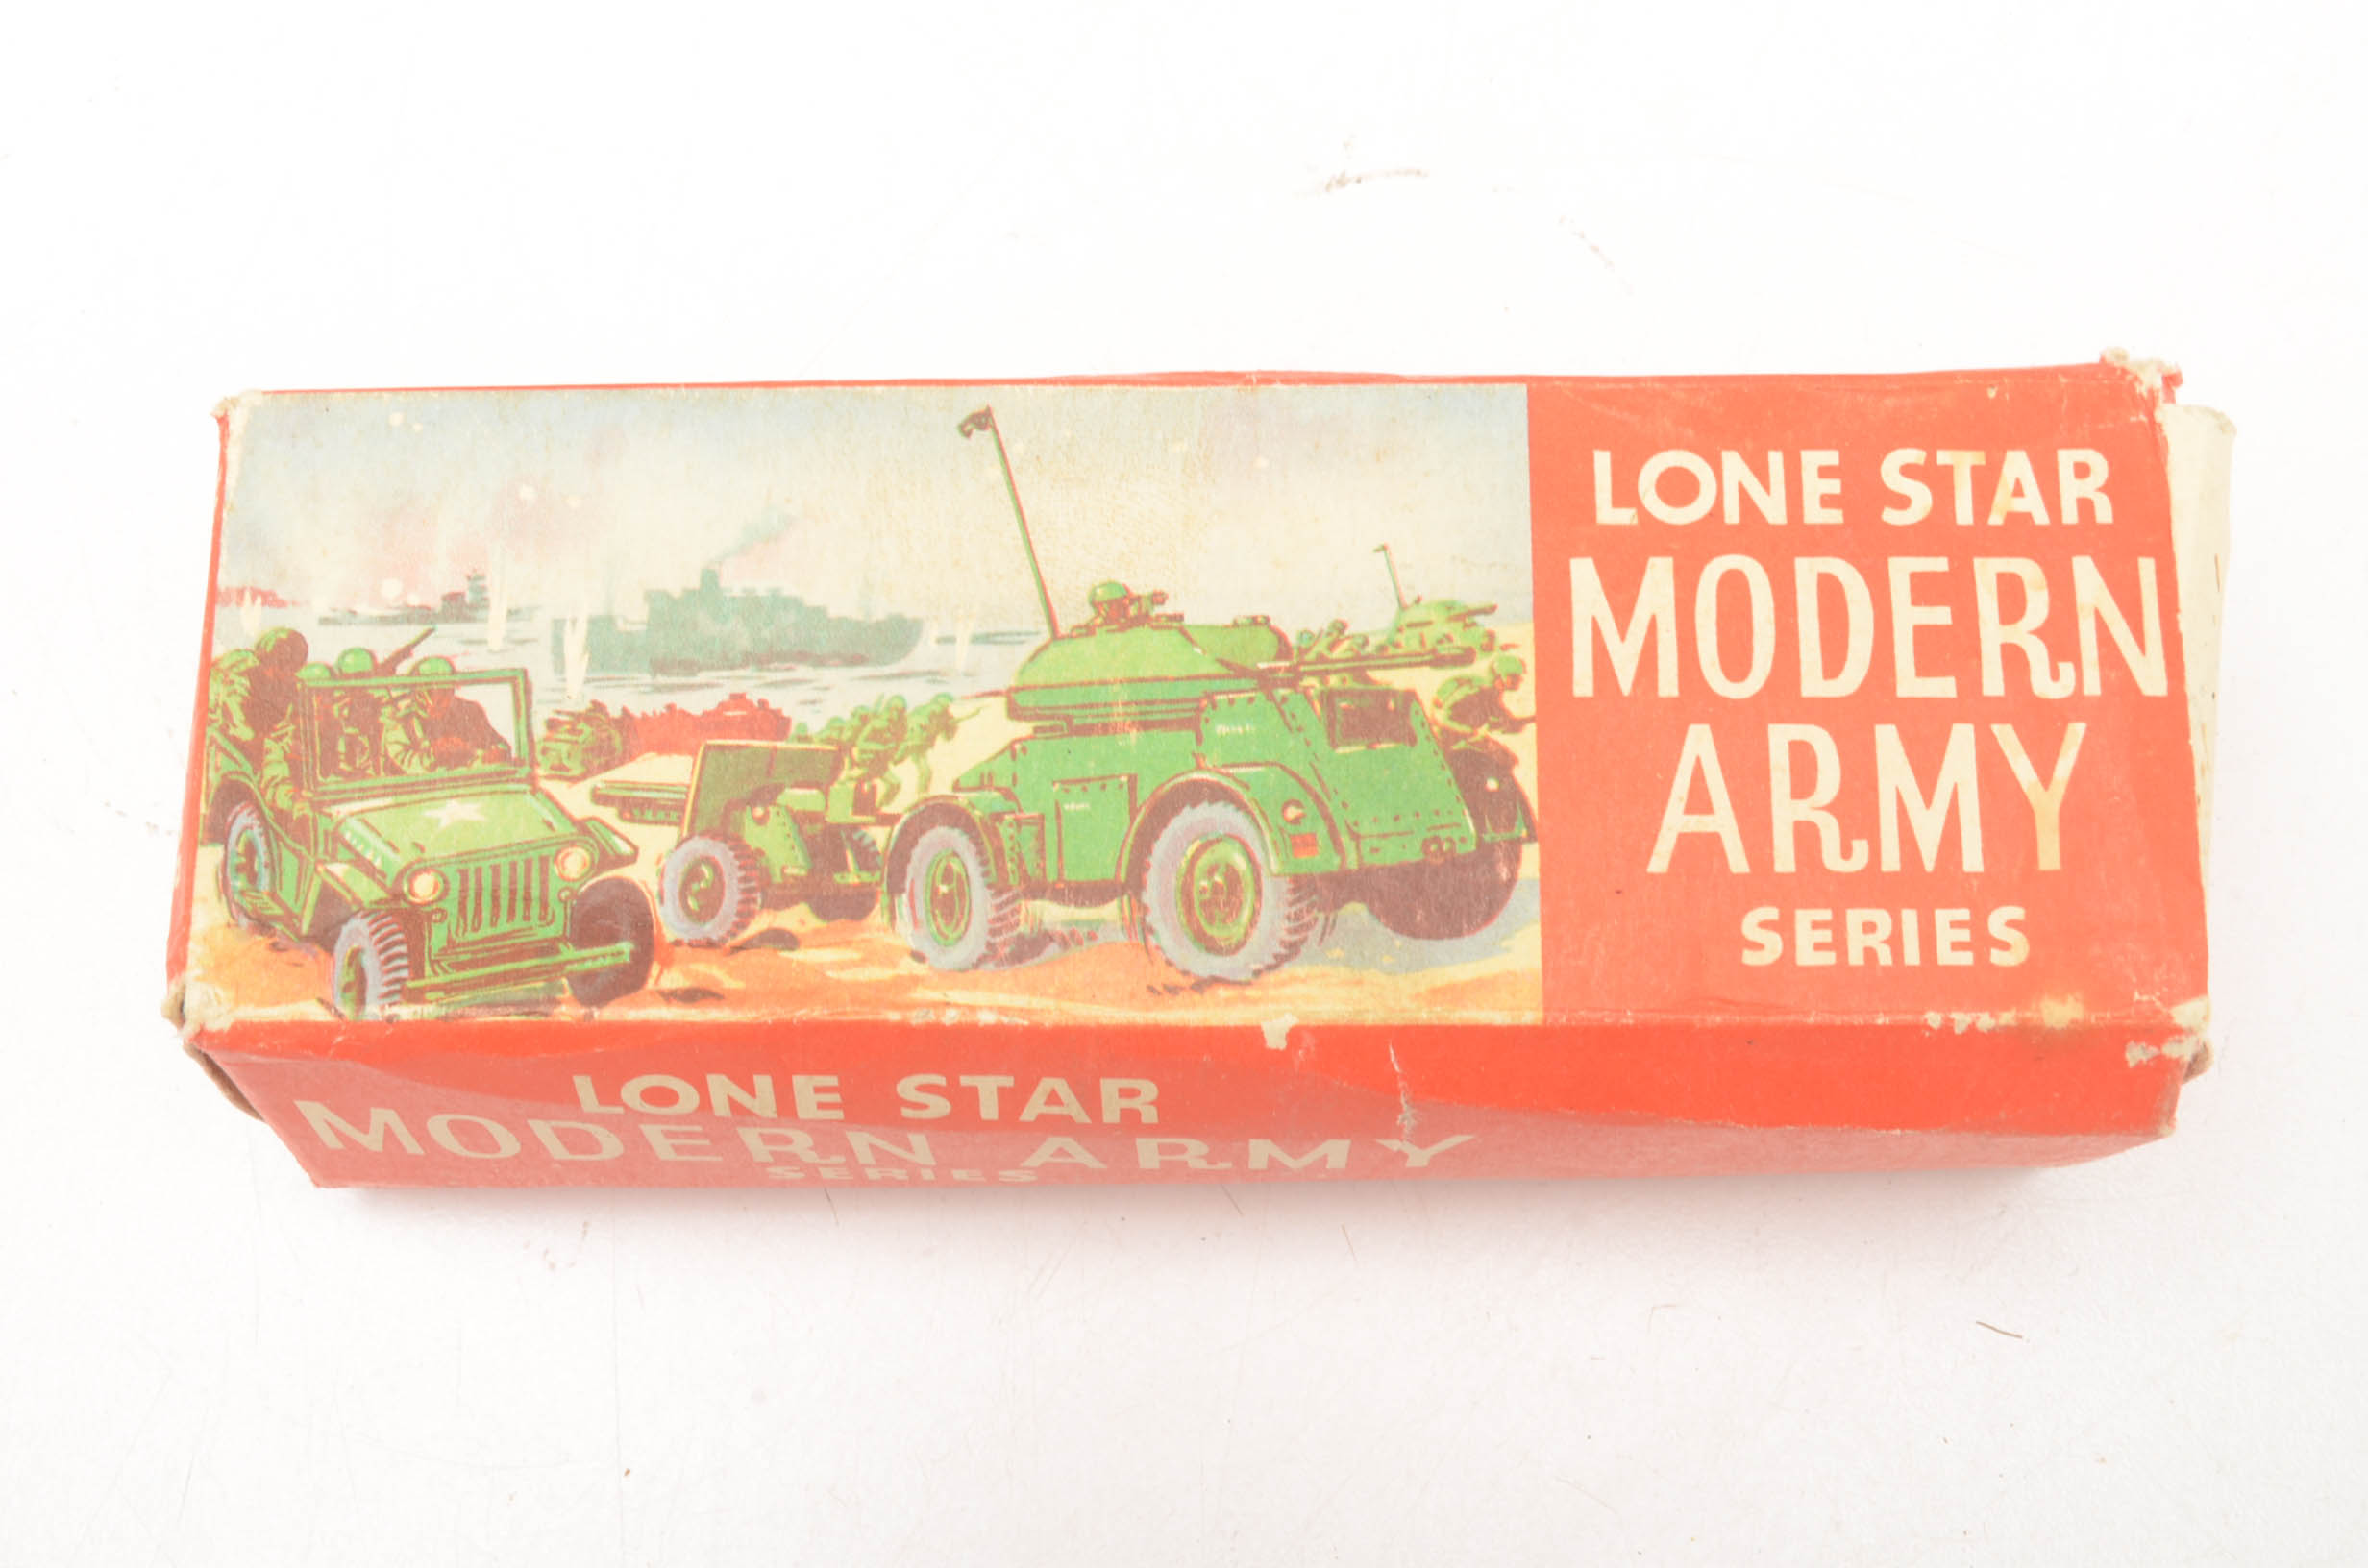 LONE STAR
MODERN
ARMY
SERIES
LONE STAR
MODERN ARMY
SERIES